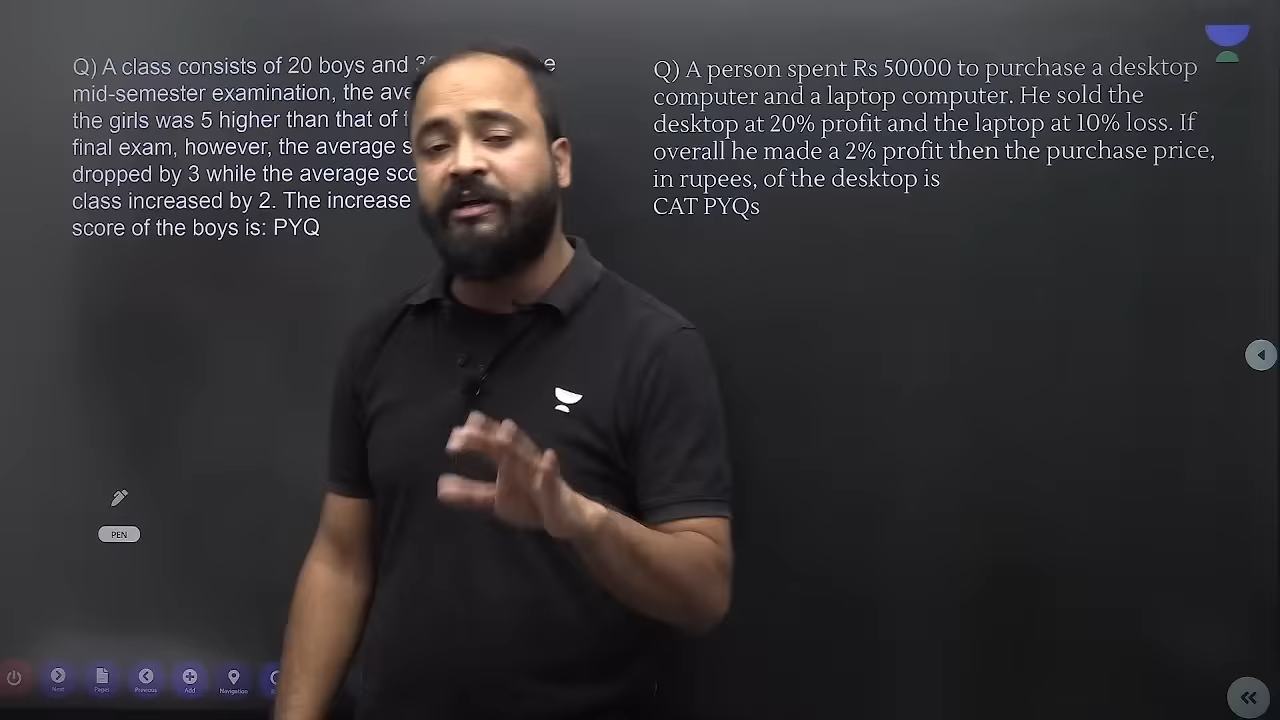 Q) A class consists of 20 boys and
mid-semester examination, the
the girls was 5 higher than that of
final exam, however, the average
dropped by 3 while the average
class increased by 2. The increase
score of the boys is: PYQ
Q) A person spent Rs 50000 to purchase a desktop
computer and a laptop computer. He sold the
desktop at 20% profit and the laptop at 10% loss. If
overall he made a 2% profit then the purchase price,
in rupees, of the desktop is
CAT PYQs
PEN
Next
Pages
Previous
Add
Navigation